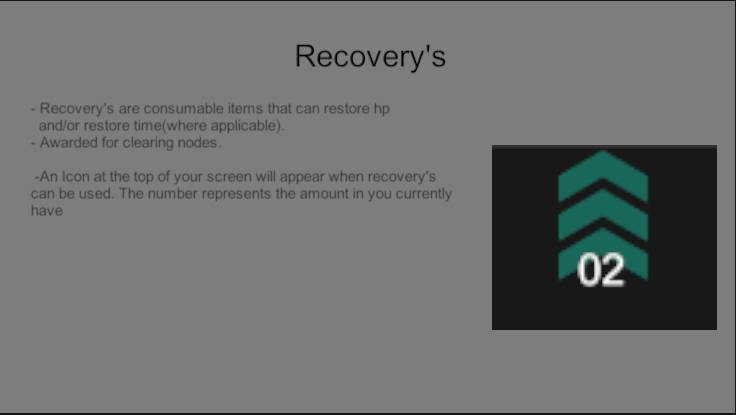 Recovery's
- Recovery's are consumable items that can restore hp
and/or restore time(where applicable).
- Awarded for clearing nodes.
-An Icon at the top of your screen will appear when recovery's
can be used. The number represents the amount in you currently
have
02